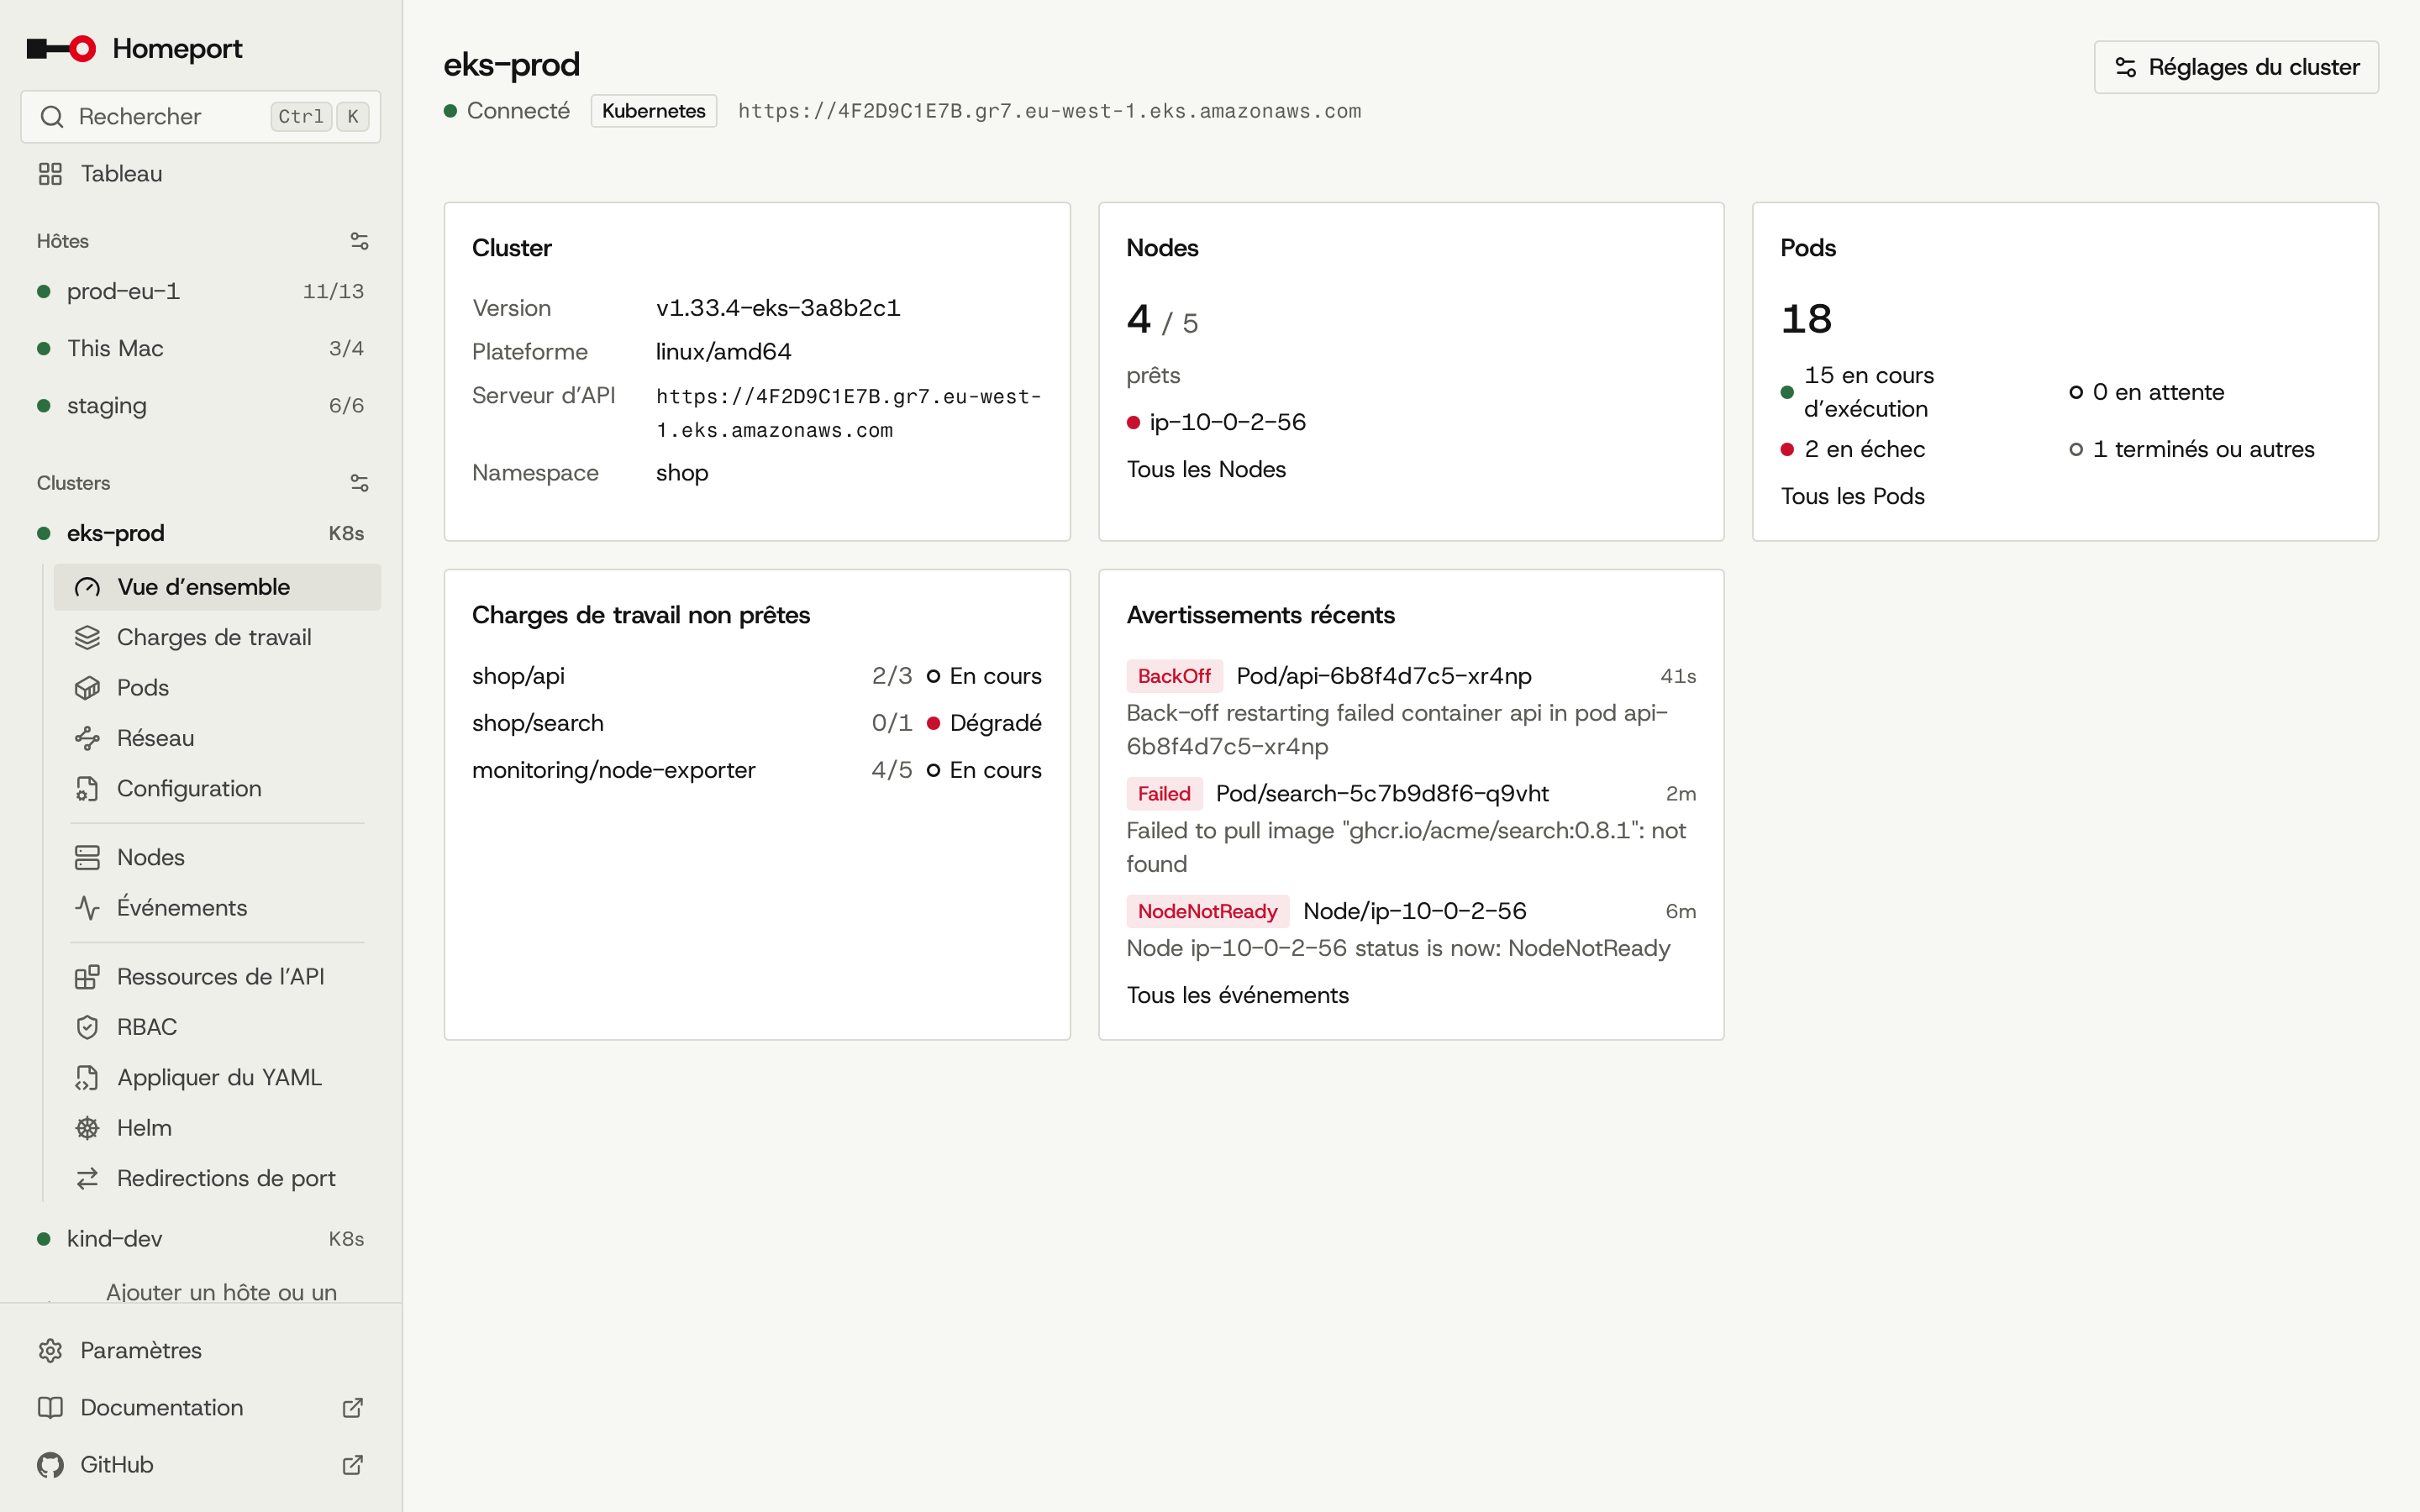 Homeport
Rechercher Ctrl K
Tableau
Hôtes
prod-eu-1 11/13
This Mac 3/4
staging 6/6
Clusters
eks-prod K8s
Vue d’ensemble
Charges de travail
Pods
Réseau
Configuration
Nodes
Événements
Ressources de l’API
RBAC
Appliquer du YAML
Helm
Redirections de port
kind-dev K8s
Ajouter un hôte ou un
Paramètres
Documentation
GitHub
eks-prod
Connecté Kubernetes https://4F2D9C1E7B.gr7.eu-west-1.eks.amazonaws.com
Réglages du cluster
Cluster
Version v1.33.4-eks-3a8b2c1
Plateforme linux/amd64
Serveur d’API https://4F2D9C1E7B.gr7.eu-west-
1.eks.amazonaws.com
Namespace shop
Nodes
4 / 5
prêts
ip-10-0-2-56
Tous les Nodes
Pods
18
15 en cours
d’exécution
0 en attente
2 en échec
1 terminés ou autres
Tous les Pods
Charges de travail non prêtes
shop/api 2/3 En cours
shop/search 0/1 Dégradé
monitoring/node-exporter 4/5 En cours
Avertissements récents
BackOff Pod/api-6b8f4d7c5-xr4np 41s
Back-off restarting failed container api in pod api-
6b8f4d7c5-xr4np
Failed Pod/search-5c7b9d8f6-q9vht 2m
Failed to pull image "ghcr.io/acme/search:0.8.1": not
found
NodeNotReady Node/ip-10-0-2-56 6m
Node ip-10-0-2-56 status is now: NodeNotReady
Tous les événements